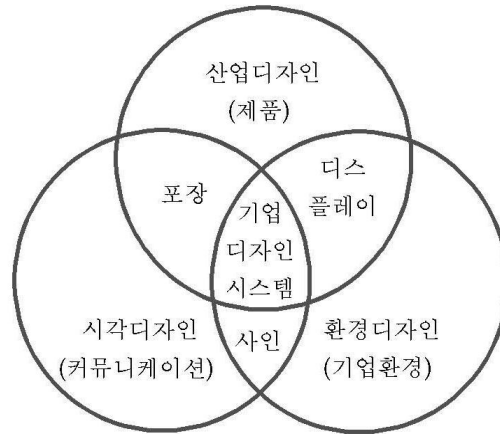 산업디자인
(제품)
포장
디스
플레이
기업
디자인
시스템
시각디자인
(커뮤니케이션)
사인
환경디자인
(기업환경)